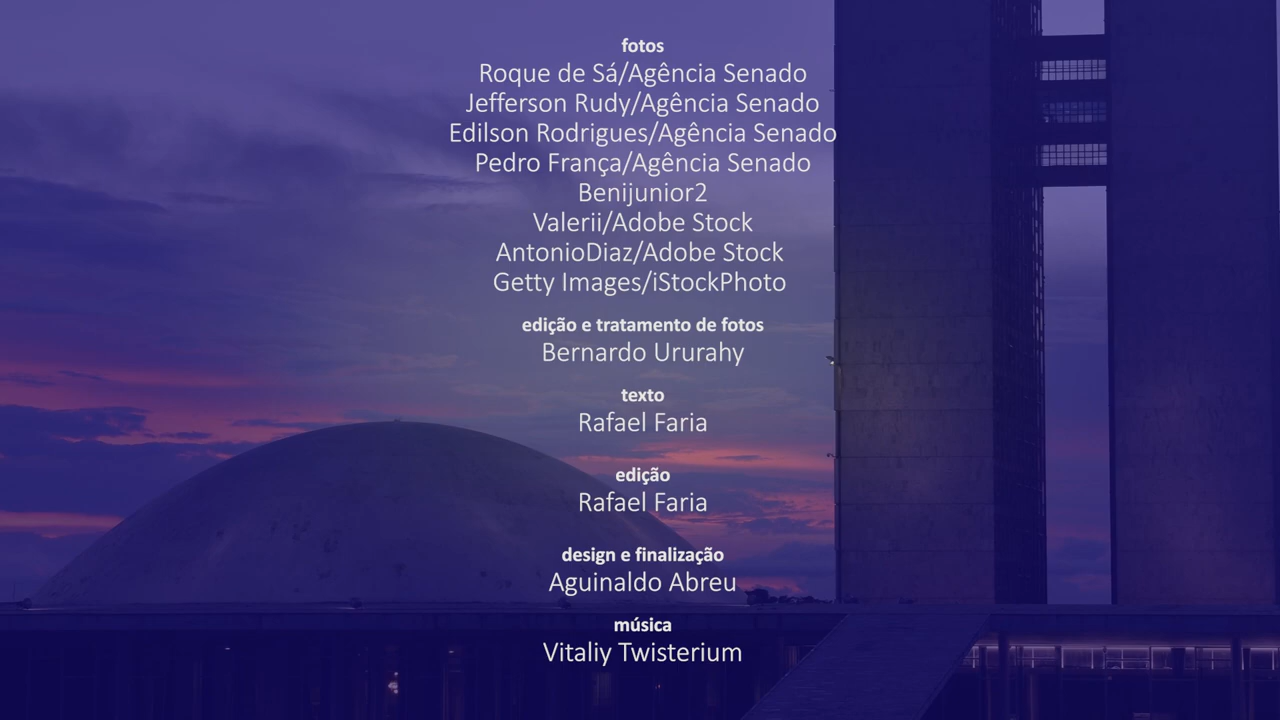 fotos
Roque de Sá/Agência Senado
Jefferson Rudy/Agência Senado
Edilson Rodrigues/Agência Senado
Pedro França/Agência Senado
Benijunior2
Valerii/Adobe Stock
AntonioDiaz/Adobe Stock
Getty Images/iStockPhoto
edição e tratamento de fotos
Bernardo Ururahy
texto
Rafael Faria
edição
Rafael Faria
design e finalização
Aguinaldo Abreu
música
Vitaliy Twisterium